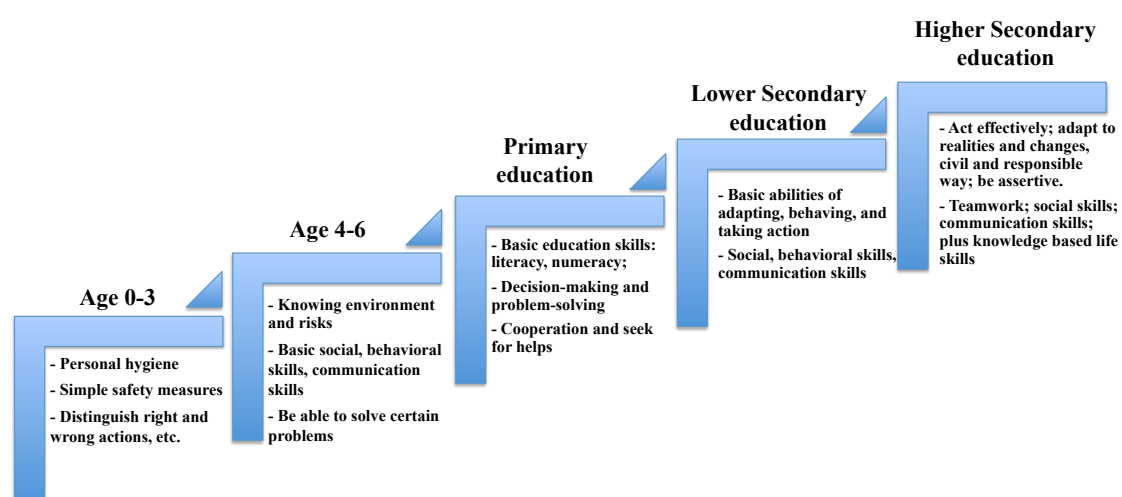 Age 0-3
- Personal hygiene
- Simple safety measures
- Distinguish right and
wrong actions, etc.
Age 4-6
- Knowing environment
and risks
- Basic social, behavioral
skills, communication
skills
- Be able to solve certain
problems
Primary
education
- Basic education skills:
literacy, numeracy;
- Decision-making and
problem-solving
- Cooperation and seek
for helps
Lower Secondary
education
- Basic abilities of
adapting, behaving, and
taking action
- Social, behavioral skills,
communication skills
Higher Secondary
education
- Act effectively; adapt to
realities and changes,
civil and responsible
way; be assertive.
- Teamwork; social skills;
communication skills;
plus knowledge based life
skills